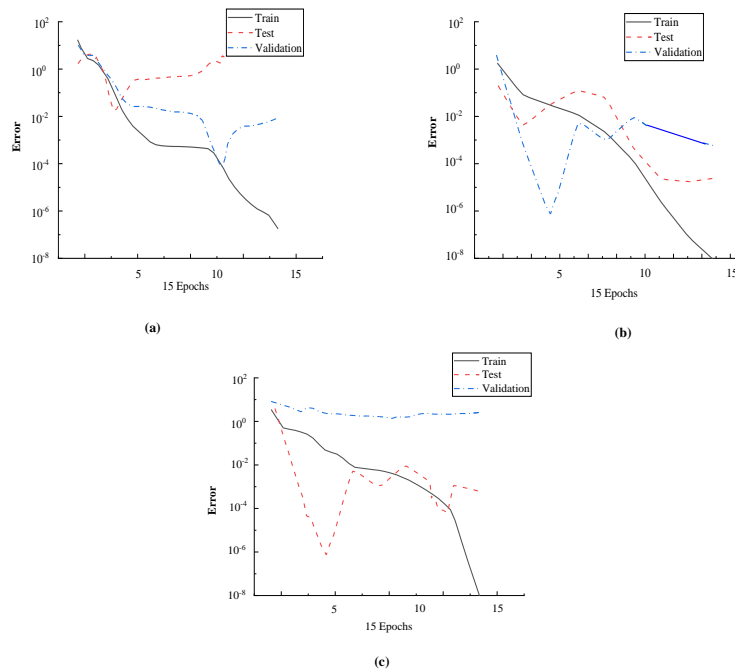 Train
Test
Validation
10^2
10^0
10^-2
10^-4
10^-6
10^-8
Error
5 10 15
15 Epochs
(a)
Train
Test
Validation
10^2
10^0
10^-2
10^-4
10^-6
10^-8
Error
5 10 15
15 Epochs
(b)
Train
Test
Validation
10^2
10^0
10^-2
10^-4
10^-6
10^-8
Error
5 10 15
15 Epochs
(c)